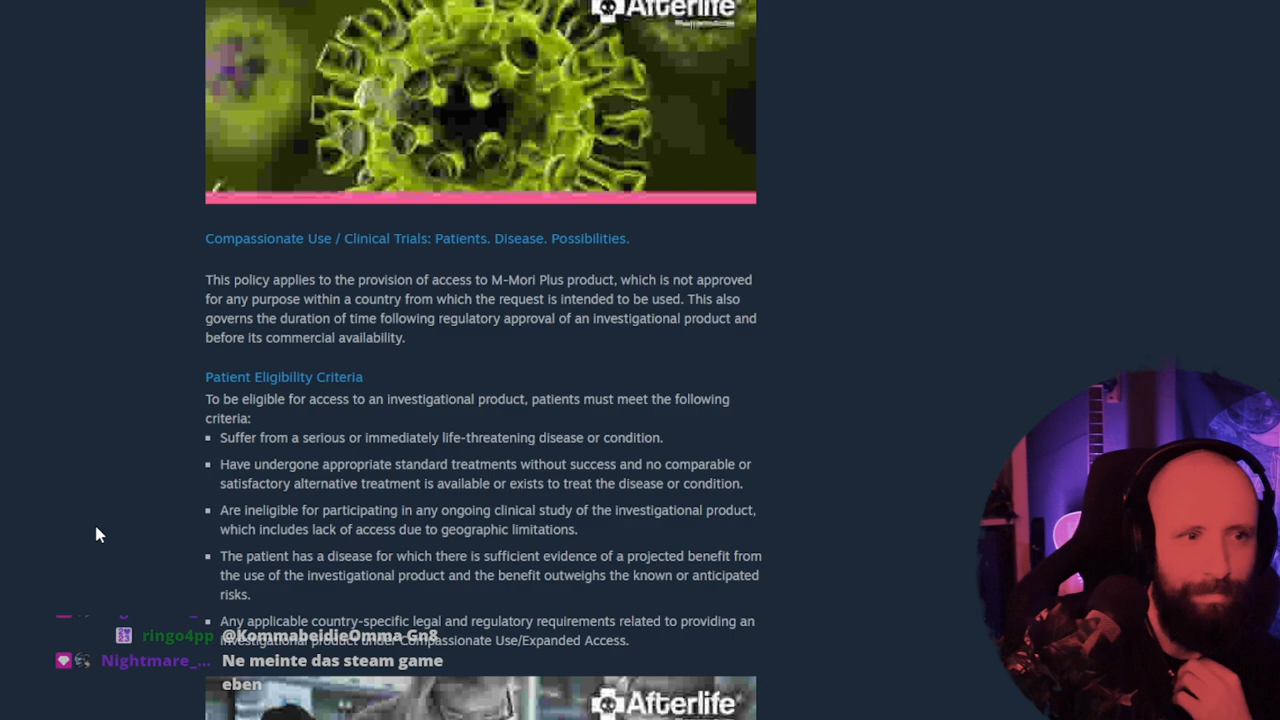 Afterlife
Compassionate Use / Clinical Trials: Patients. Disease. Possibilities.
This policy applies to the provision of access to M-Mori Plus product, which is not approved
for any purpose within a country from which the request is intended to be used. This also
governs the duration of time following regulatory approval of an investigational product and
before its commercial availability.
Patient Eligibility Criteria
To be eligible for access to an investigational product, patients must meet the following
criteria:
Suffer from a serious or immediately life-threatening disease or condition.
Have undergone appropriate standard treatments without success and no comparable or
satisfactory alternative treatment is available or exists to treat the disease or condition.
Are ineligible for participating in any ongoing clinical study of the investigational product,
which includes lack of access due to geographic limitations.
The patient has a disease for which there is sufficient evidence of a projected benefit from
the use of the investigational product and the benefit outweighs the known or anticipated
risks.
Any applicable country-specific legal and regulatory requirements related to providing an
investigational product under Compassionate Use/Expanded Access.
ringo4pp @KommabeidieOmma Gn8
Nightmare_... Ne meinte das steam game
eben
Afterlife